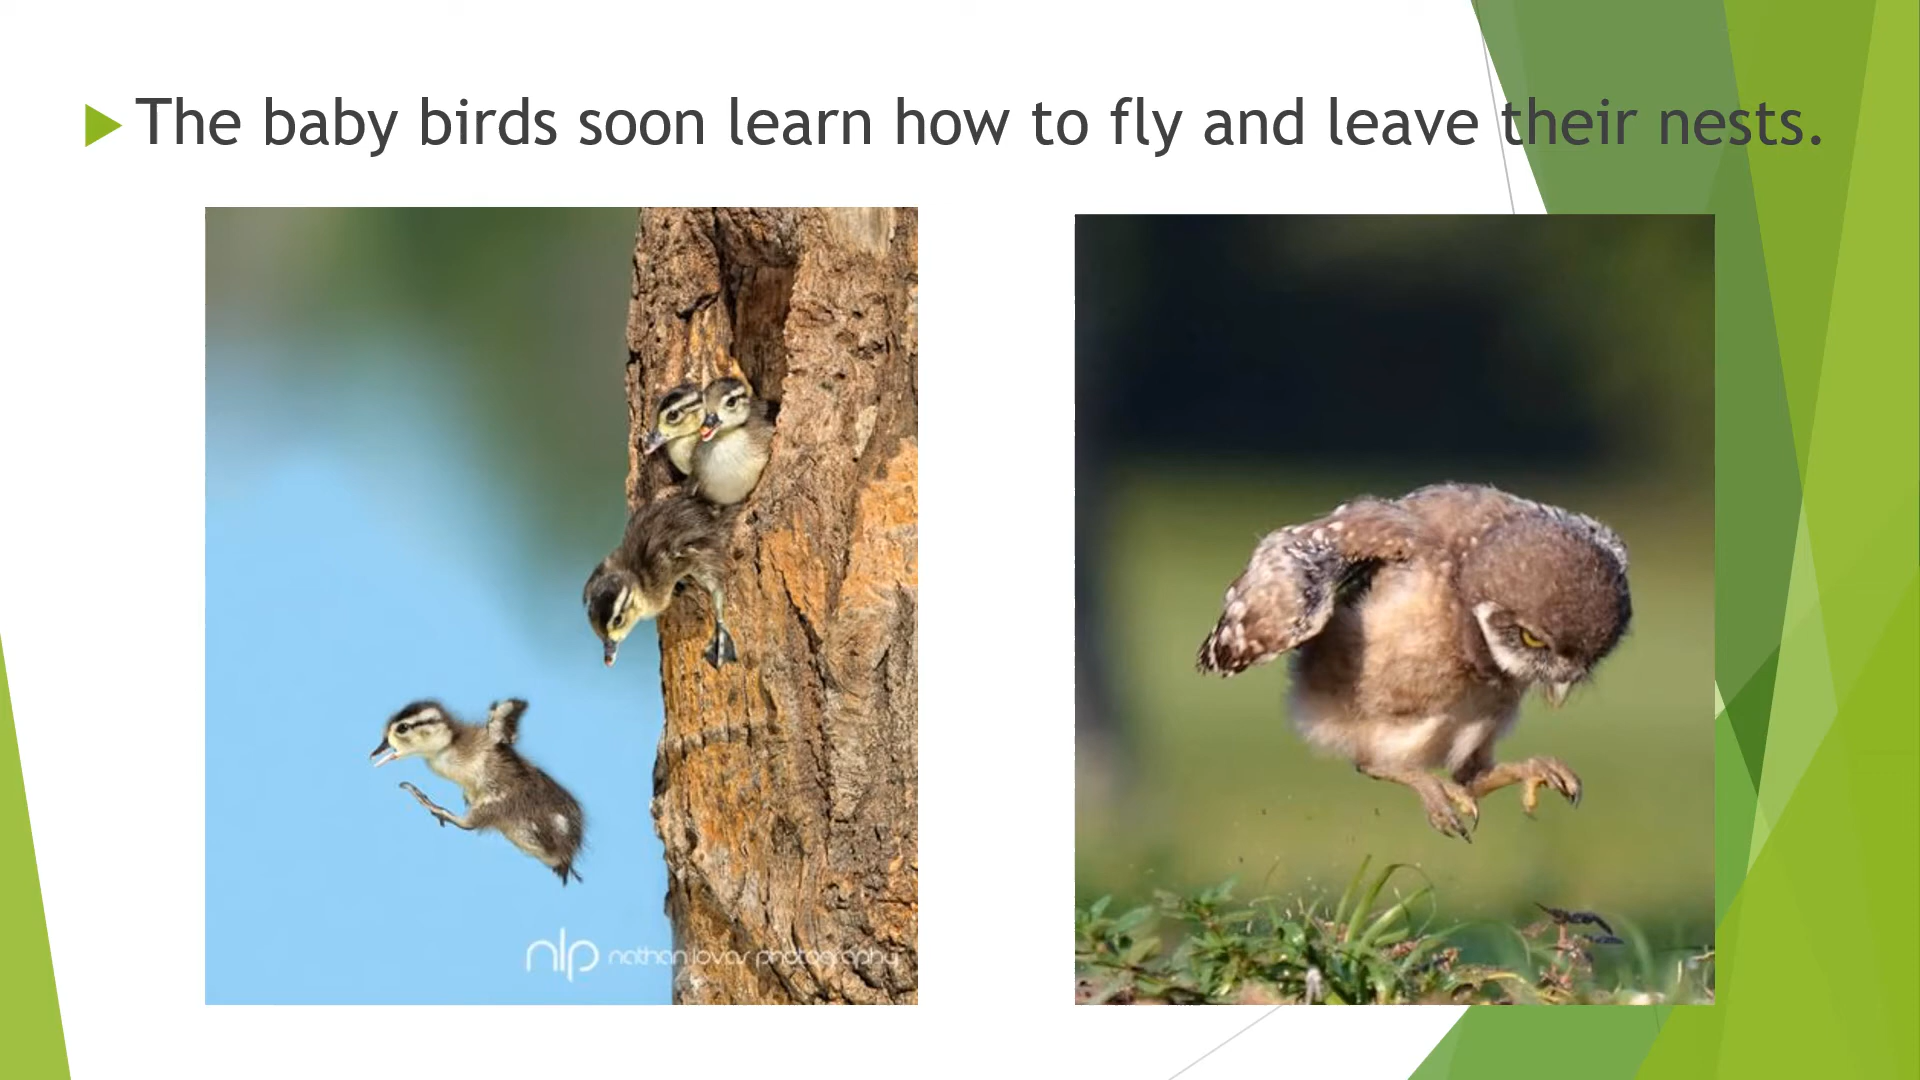 The baby birds soon learn how to fly and leave their nests.
nlp nathan lovas photography